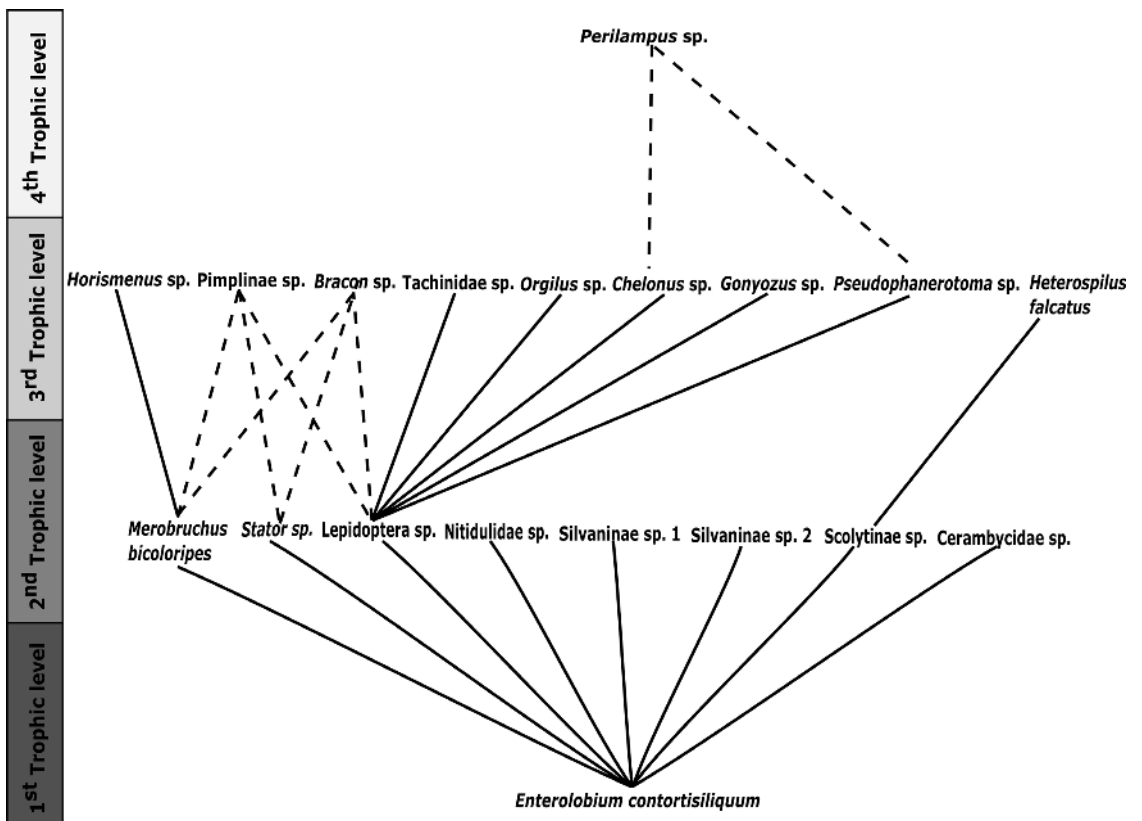 4th Trophic level
Perilampus sp.
3rd Trophic level
Horismenus sp. Pimplinae sp. Bracon sp. Tachinidae sp. Orgilus sp. Chelonus sp. Gonyozus sp. Pseudophanerotoma sp. Heterospilus
falcatus
2nd Trophic level
Merobruchus Stator sp. Lepidoptera sp. Nitidulidae sp. Silvaninae sp. 1 Silvaninae sp. 2 Scolytinae sp. Cerambycidae sp.
bicoloripes
1st Trophic level
Enterolobium contortisiliquum